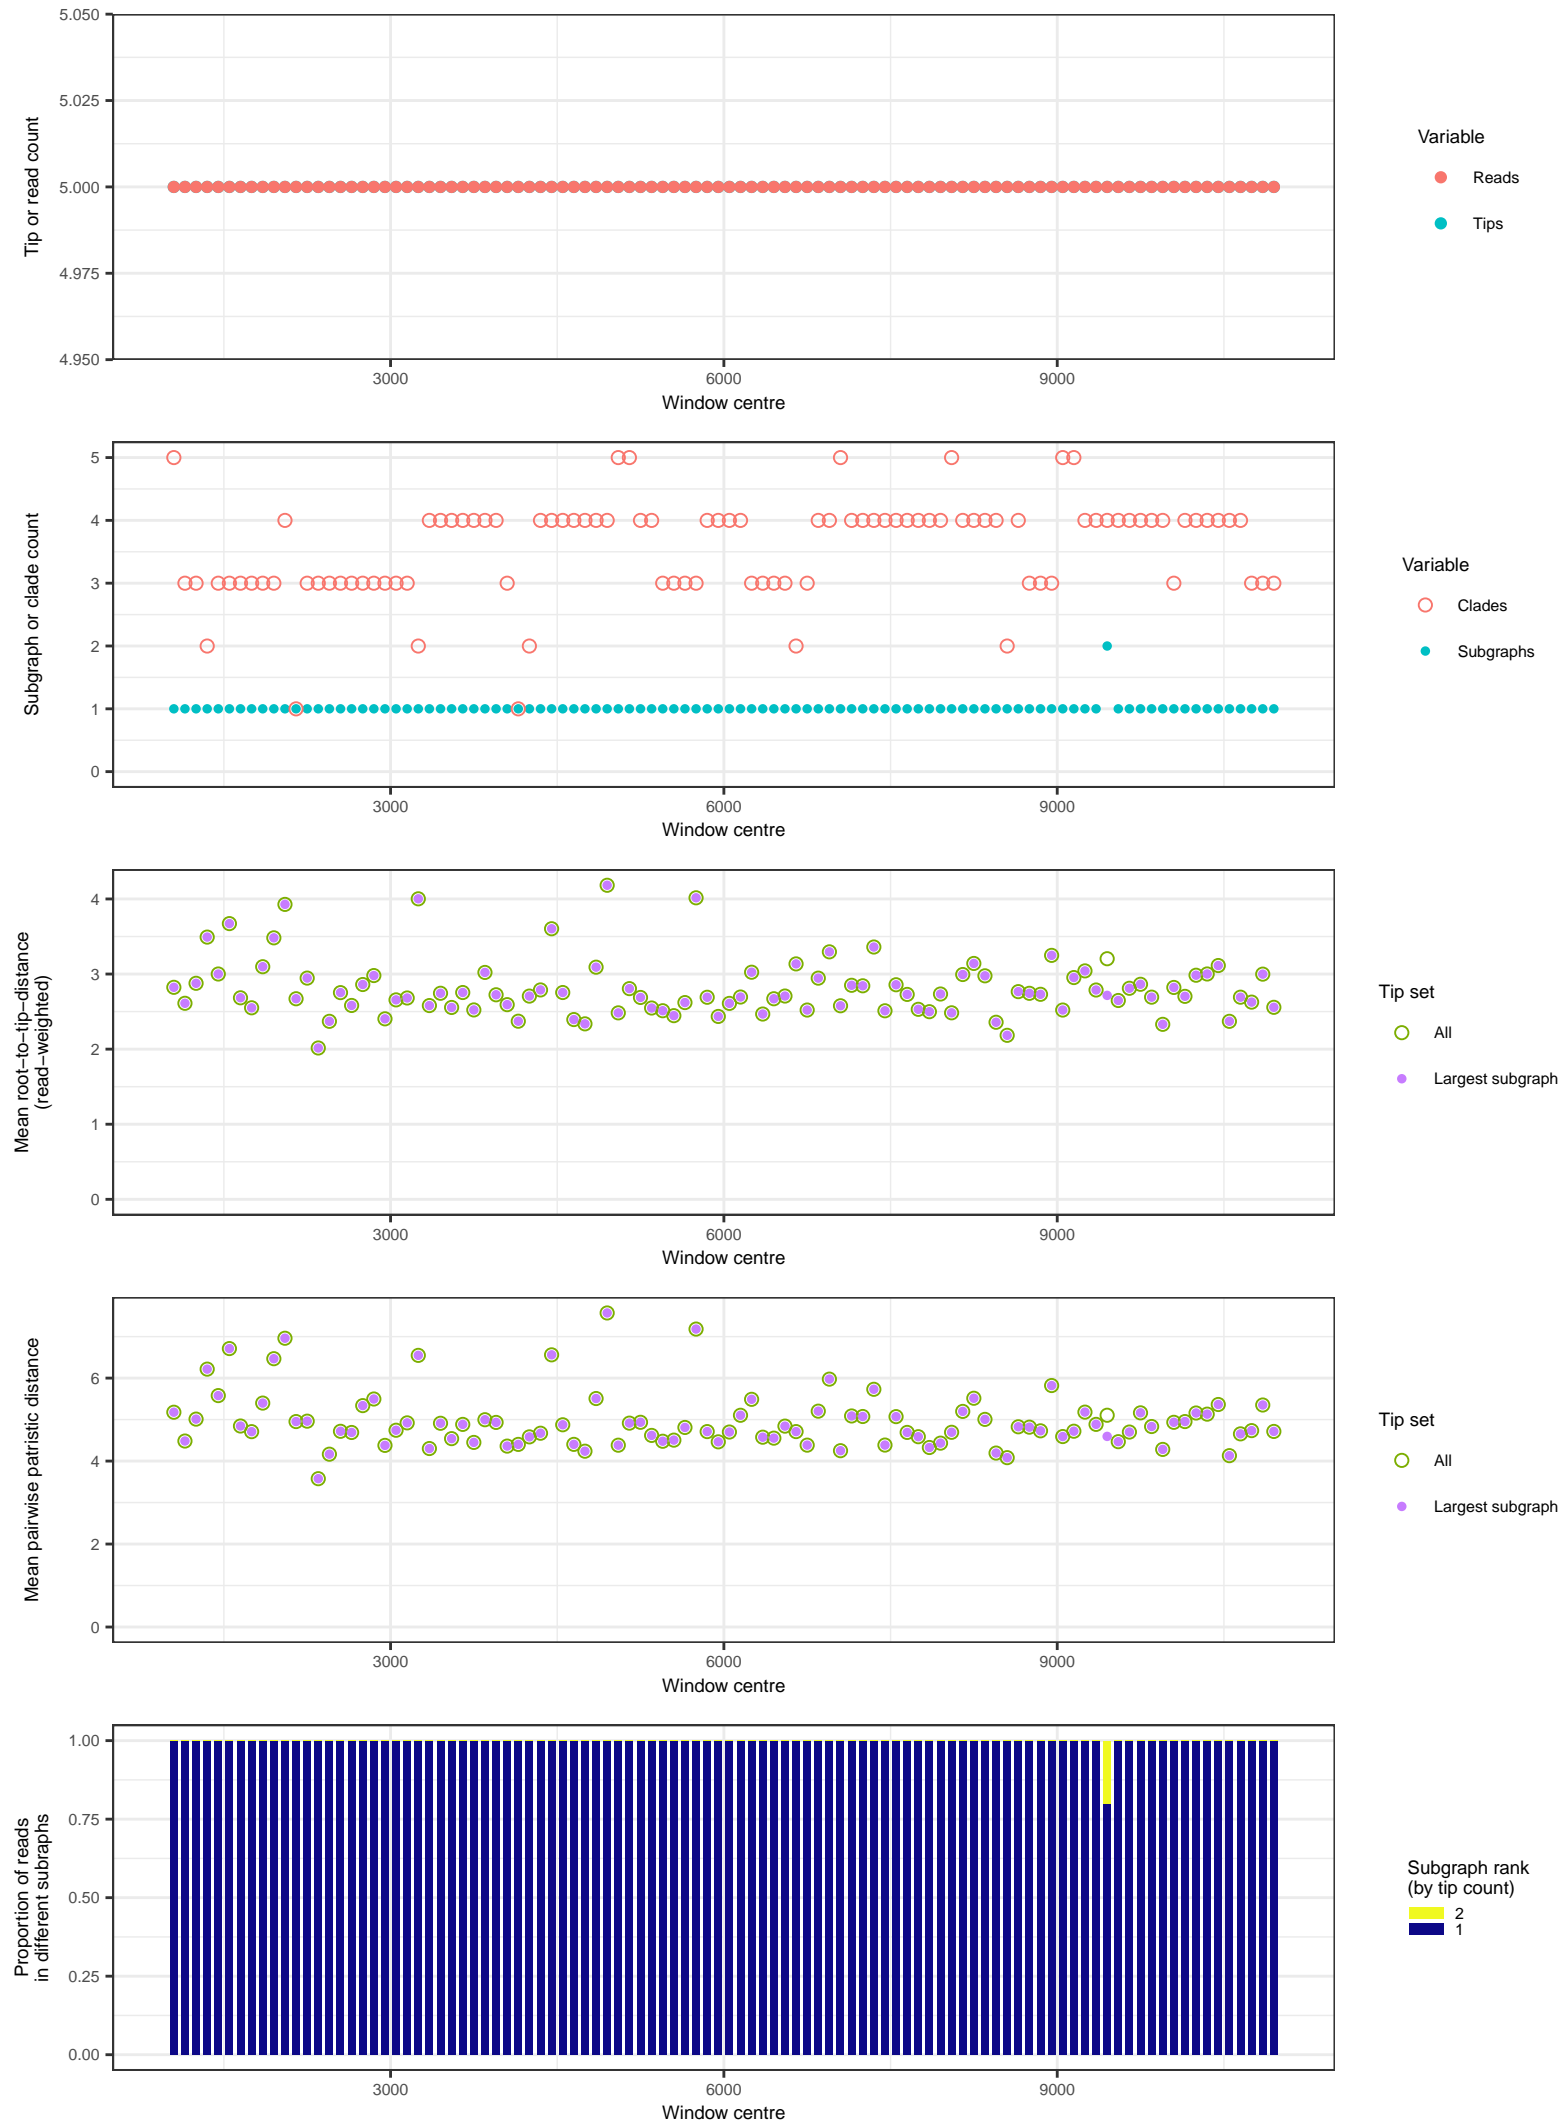 5.050
5.025
5.000
4.975
4.950
Tip or read count
3000
6000
9000
Window centre
Variable
Reads
Tips
5
4
3
2
1
0
Subgraph or clade count
3000
6000
9000
Window centre
Variable
Clades
Subgraphs
4
3
2
1
0
Mean root−to−tip−distance
(read−weighted)
3000
6000
9000
Window centre
Tip set
All
Largest subgraph
6
4
2
0
Mean pairwise patristic distance
3000
6000
9000
Window centre
Tip set
All
Largest subgraph
1.00
0.75
0.50
0.25
0.00
Proportion of reads
in different subraphs
3000
6000
9000
Window centre
Subgraph rank
(by tip count)
2
1